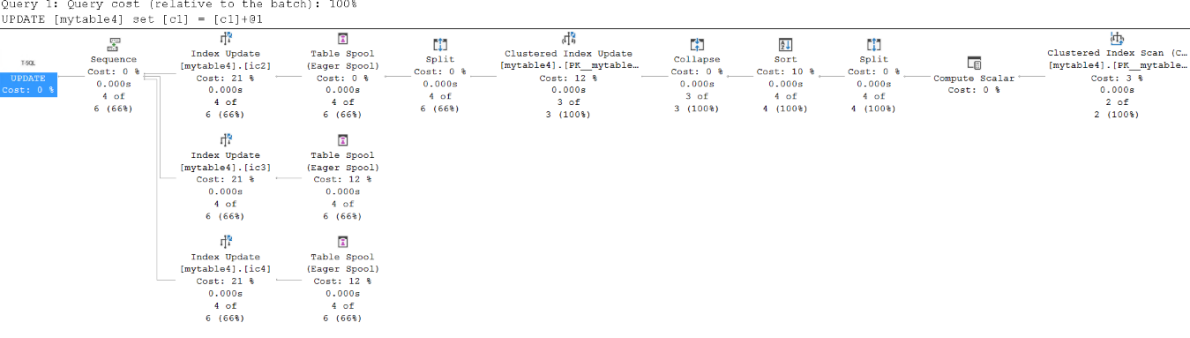 Query 1: Query cost (relative to the batch): 100%
UPDATE [mytable4] set [c1] = [c1]+@1
T-SQL
UPDATE
Cost: 0 %
Sequence
Cost: 0 %
0.000s
4 of
6 (66%)
Index Update
[mytable4].[ic2]
Cost: 21 %
0.000s
4 of
6 (66%)
Table Spool
(Eager Spool)
Cost: 0 %
0.000s
4 of
6 (66%)
Split
Cost: 0 %
0.000s
4 of
6 (66%)
Clustered Index Update
[mytable4].[PK__mytable…
Cost: 12 %
0.000s
3 of
3 (100%)
Collapse
Cost: 0 %
0.000s
3 of
3 (100%)
Sort
Cost: 10 %
0.000s
4 of
4 (100%)
Split
Cost: 0 %
0.000s
4 of
4 (100%)
Compute Scalar
Cost: 0 %
Clustered Index Scan (C…
[mytable4].[PK__mytable…
Cost: 3 %
0.000s
2 of
2 (100%)
Index Update
[mytable4].[ic3]
Cost: 21 %
0.000s
4 of
6 (66%)
Table Spool
(Eager Spool)
Cost: 12 %
0.000s
4 of
6 (66%)
Index Update
[mytable4].[ic4]
Cost: 21 %
0.000s
4 of
6 (66%)
Table Spool
(Eager Spool)
Cost: 12 %
0.000s
4 of
6 (66%)